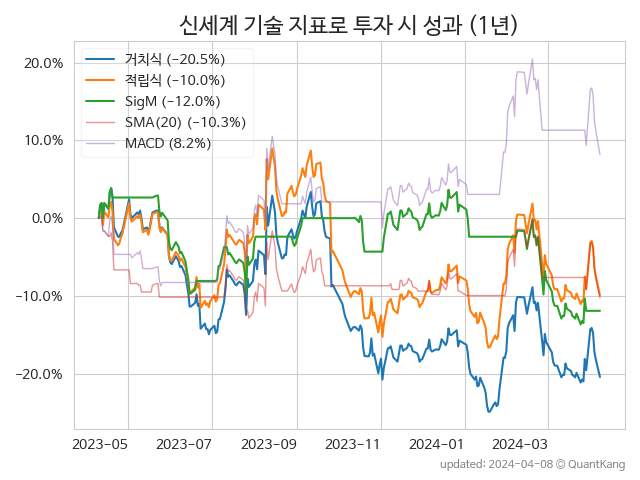 신세계 기술 지표로 투자 시 성과 (1년)
거치식 (−20.5%)
적립식 (−10.0%)
SigM (−12.0%)
SMA(20) (−10.3%)
MACD (8.2%)
20.0%
10.0%
0.0%
−10.0%
−20.0%
2023-05 2023-07 2023-09 2023-11 2024-01 2024-03
updated: 2024-04-08 © QuantKang